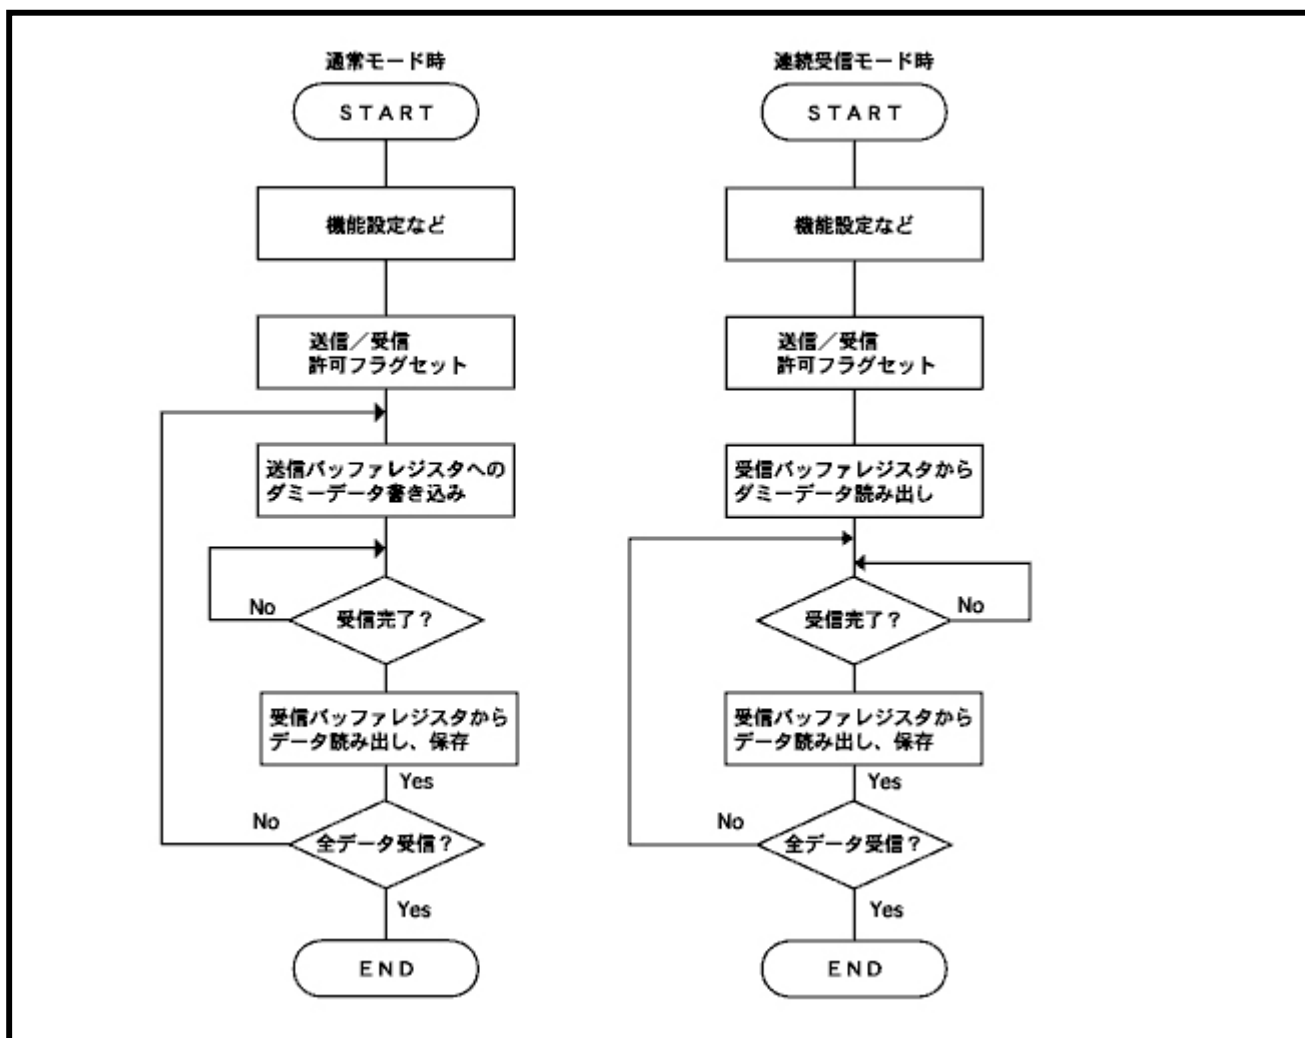 通常モード時
START
機能設定など
送信／受信
許可フラグセット
送信バッファレジスタへの
ダミーデータ書き込み
No
受信完了？
受信バッファレジスタから
データ読み出し、保存
Yes
No
全データ受信？
Yes
END
連続受信モード時
START
機能設定など
送信／受信
許可フラグセット
受信バッファレジスタから
ダミーデータ読み出し
受信完了？
No
受信バッファレジスタから
データ読み出し、保存
Yes
No
全データ受信？
Yes
END